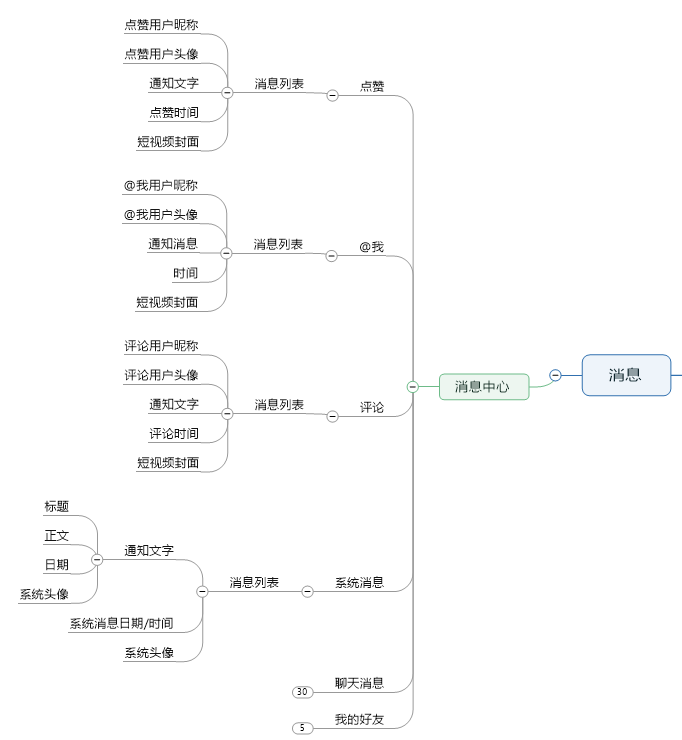 点赞用户昵称
点赞用户头像
通知文字
点赞时间
短视频封面
消息列表
点赞
@我用户昵称
@我用户头像
通知消息
时间
短视频封面
消息列表
@我
评论用户昵称
评论用户头像
通知文字
评论时间
短视频封面
消息列表
评论
消息中心
消息
标题
正文
日期
系统头像
通知文字
系统消息日期/时间
系统头像
消息列表
系统消息
30
聊天消息
5
我的好友